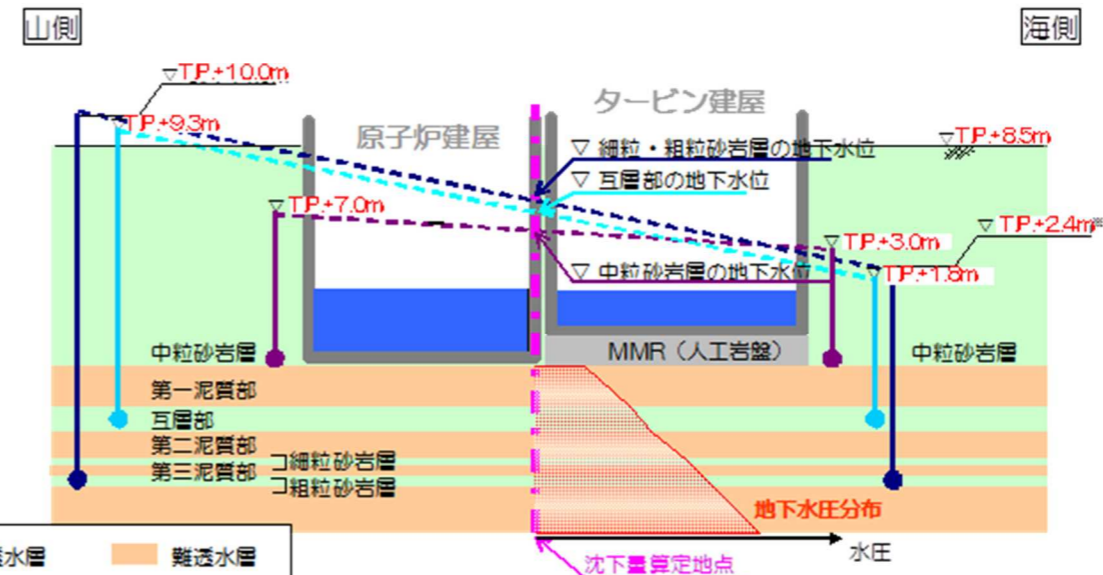 山側
海側
▽T.P.+10.0m
▽T.P.+9.3m
原子炉建屋
タービン建屋
▽T.P.+8.5m
▽ 細粒・粗粒砂岩層の地下水位
▽ 互層部の地下水位
▽ T.P.+7.0m
▽ T.P.+2.4m※
▽ T.P.+3.0m
▽ 中粒砂岩層の地下水位
▽T.P.+1.8m
中粒砂岩層
MMR（人工岩盤）
中粒砂岩層
第一泥質部
互層部
第二泥質部
細粒砂岩層
第三泥質部
粗粒砂岩層
地下水圧分布
水圧
水層
難透水層
沈下量算定地点